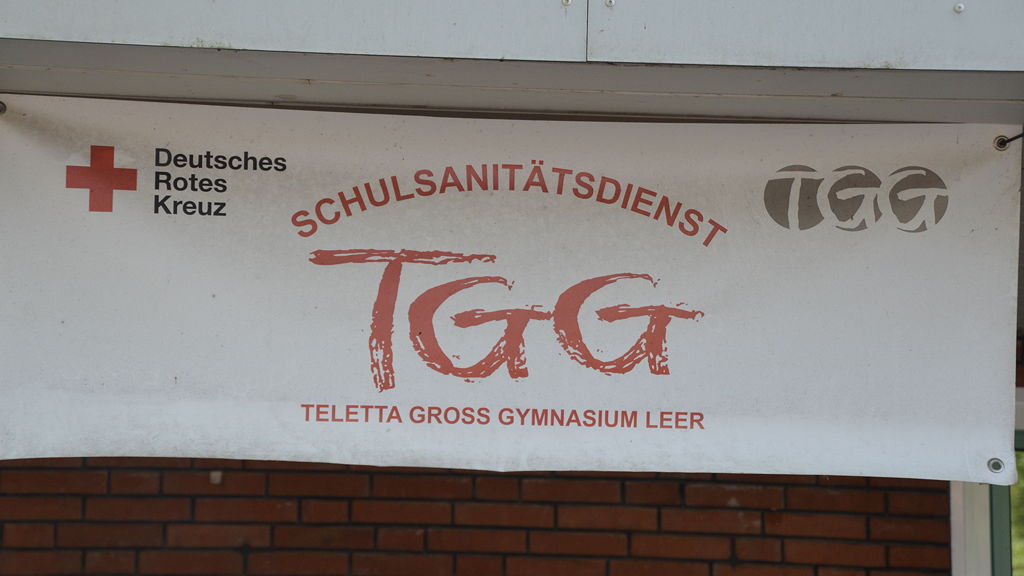 Deutsches
Rotes
Kreuz
SCHULSANITÄTSDIENST
TGG
TGG
TELETTA GROSS GYMNASIUM LEER